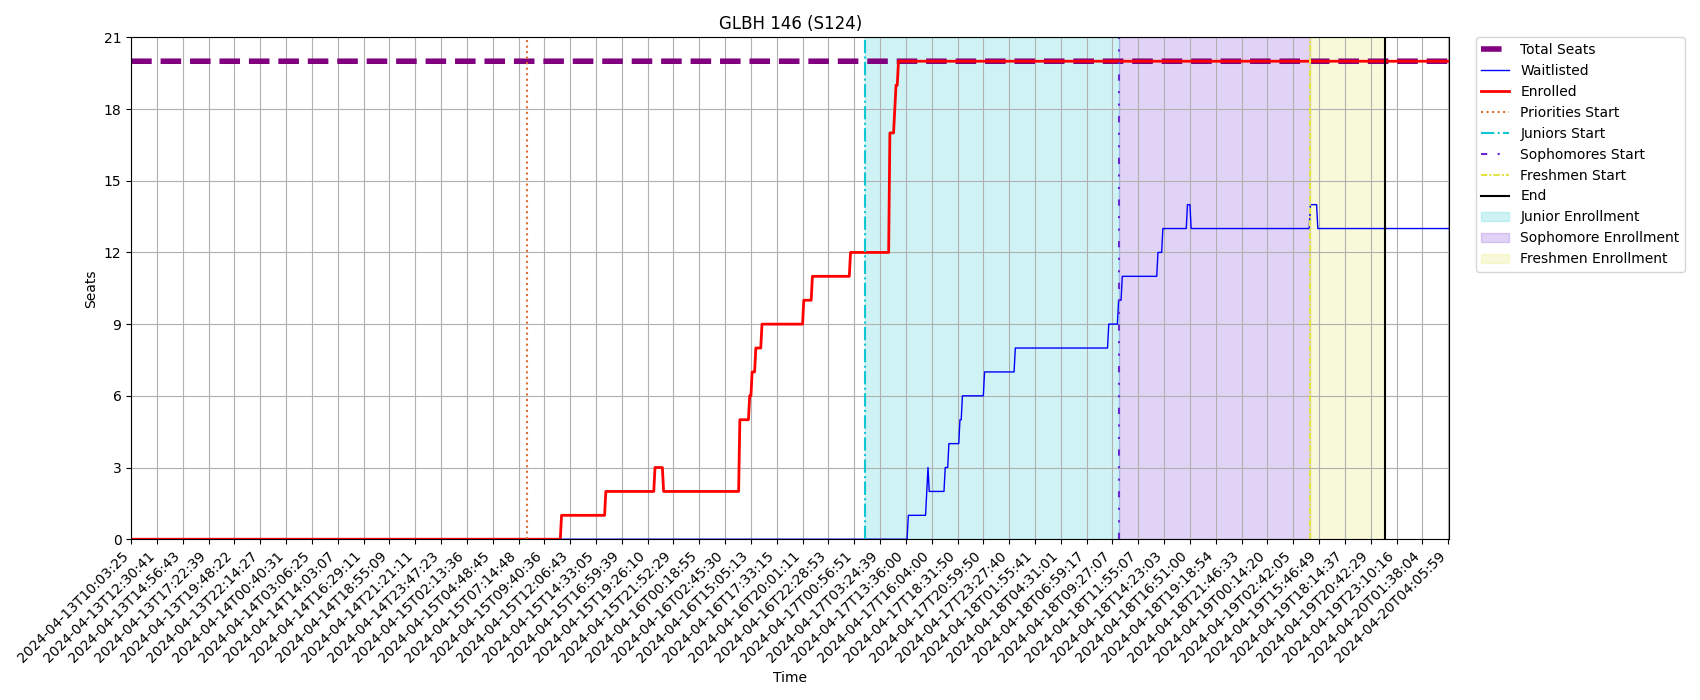 GLBH 146 (S124)
21
18
15
12
9
6
3
0
Seats
2024-04-13T10:03:25
2024-04-13T12:30:41
2024-04-13T14:56:43
2024-04-13T17:22:39
2024-04-13T19:48:22
2024-04-13T22:14:27
2024-04-14T00:40:31
2024-04-14T03:06:25
2024-04-14T14:03:07
2024-04-14T16:29:11
2024-04-14T18:55:09
2024-04-14T21:21:11
2024-04-14T23:47:23
2024-04-15T02:13:36
2024-04-15T04:48:45
2024-04-15T07:14:48
2024-04-15T09:40:36
2024-04-15T12:06:43
2024-04-15T14:33:05
2024-04-15T16:59:39
2024-04-15T19:26:10
2024-04-15T21:52:29
2024-04-16T00:18:55
2024-04-16T02:45:30
2024-04-16T15:05:13
2024-04-16T17:33:15
2024-04-16T20:01:11
2024-04-16T22:28:53
2024-04-17T00:56:51
2024-04-17T03:24:39
2024-04-17T13:36:00
2024-04-17T16:04:00
2024-04-17T18:31:50
2024-04-17T20:59:50
2024-04-17T23:27:40
2024-04-18T01:55:41
2024-04-18T04:31:01
2024-04-18T06:59:17
2024-04-18T09:27:07
2024-04-18T11:55:07
2024-04-18T14:23:03
2024-04-18T16:51:00
2024-04-18T19:18:54
2024-04-18T21:46:33
2024-04-19T00:14:20
2024-04-19T02:42:05
2024-04-19T15:46:49
2024-04-19T18:14:37
2024-04-19T20:42:29
2024-04-19T23:10:16
2024-04-20T01:38:04
2024-04-20T04:05:59
Time
Total Seats
Waitlisted
Enrolled
Priorities Start
Juniors Start
Sophomores Start
Freshmen Start
End
Junior Enrollment
Sophomore Enrollment
Freshmen Enrollment